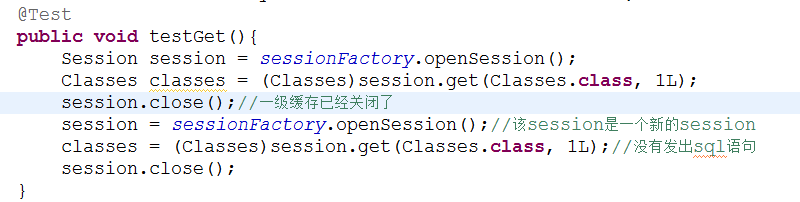 @Test
public void testGet(){
Session session = sessionFactory.openSession();
Classes classes = (Classes)session.get(Classes.class, 1L);
session.close();//一级缓存已经关闭了
session = sessionFactory.openSession();//该session是一个新的session
classes = (Classes)session.get(Classes.class, 1L);//没有发出sql语句
session.close();
}